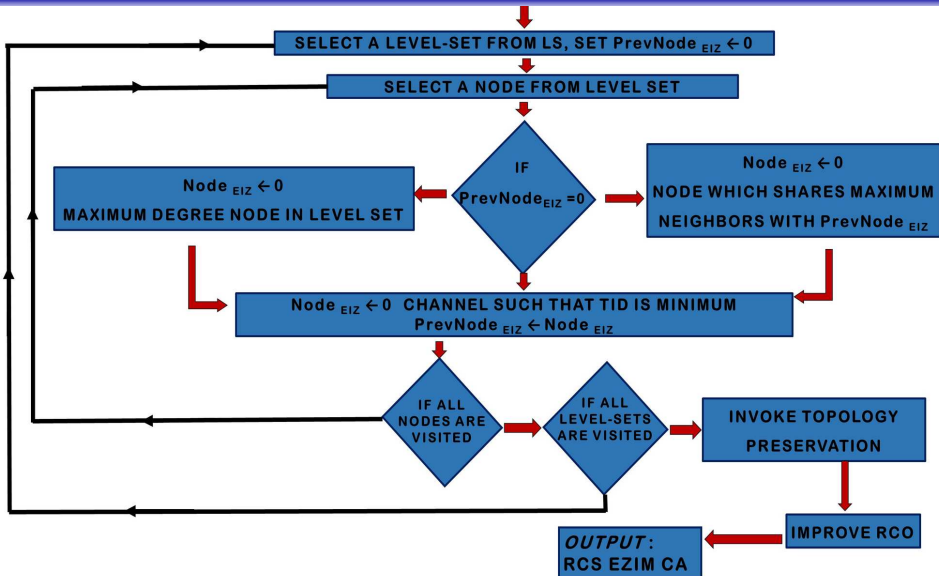 SELECT A LEVEL-SET FROM LS, SET PrevNode EIZ ← 0
SELECT A NODE FROM LEVEL SET
IF
PrevNode EIZ =0
Node EIZ ← 0
MAXIMUM DEGREE NODE IN LEVEL SET
Node EIZ ← 0
NODE WHICH SHARES MAXIMUM
NEIGHBORS WITH PrevNode EIZ
Node EIZ ← 0 CHANNEL SUCH THAT TID IS MINIMUM
PrevNode EIZ ← Node EIZ
IF ALL
NODES ARE
VISITED
IF ALL
LEVEL-SETS
ARE VISITED
INVOKE TOPOLOGY
PRESERVATION
IMPROVE RCO
OUTPUT :
RCS EZIM CA